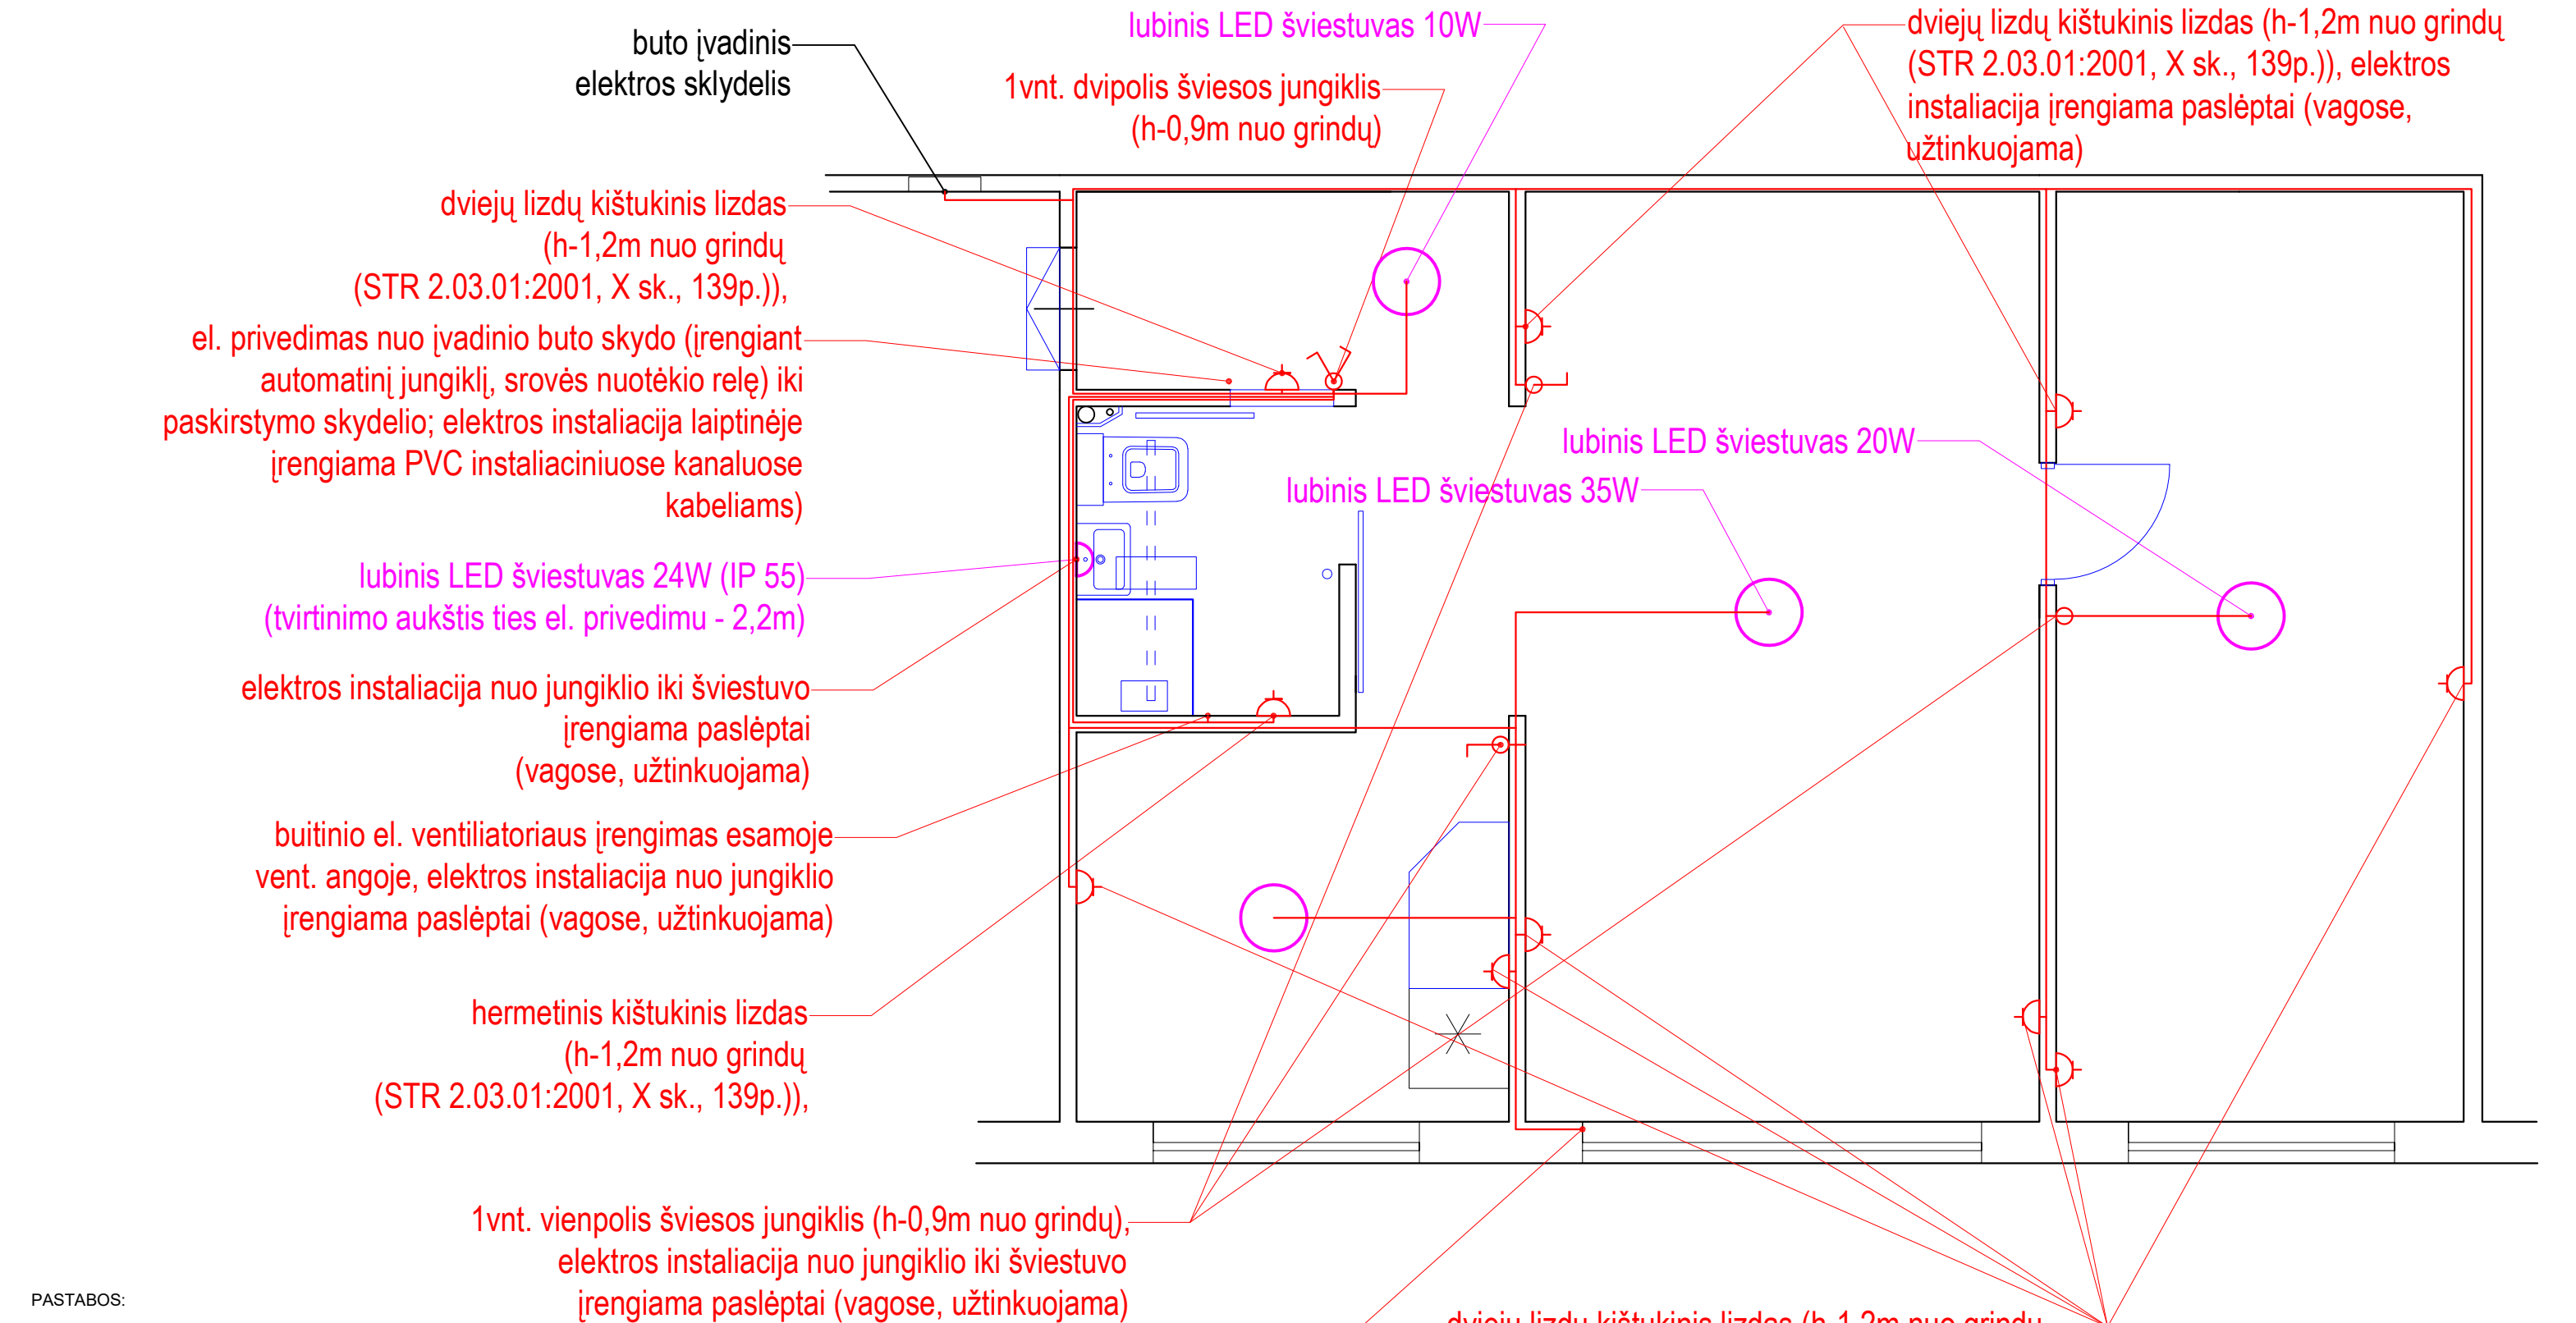 buto įvadinis
elektros sklydelis
lubinis LED šviestuvas 10W
1vnt. dvipolis šviesos jungiklis
(h-0,9m nuo grindų)
dviejų lizdų kištukinis lizdas (h-1,2m nuo grindų
(STR 2.03.01:2001, X sk., 139p.)), elektros
instaliacija įrengiama paslėptai (vagose,
užtinkuojama)
dviejų lizdų kištukinis lizdas
(h-1,2m nuo grindų
(STR 2.03.01:2001, X sk., 139p.)),
el. privedimas nuo įvadinio buto skydo (įrengiant
automatinį jungiklį, srovės nuotėkio relę) iki
paskirstymo skydelio; elektros instaliacija laiptinėje
įrengiama PVC instaliaciniuose kanaluose
kabeliams)
lubinis LED šviestuvas 20W
lubinis LED šviestuvas 35W
lubinis LED šviestuvas 24W (IP 55)
(tvirtinimo aukštis ties el. privedimu - 2,2m)
elektros instaliacija nuo jungiklio iki šviestuvo
įrengiama paslėptai
(vagose, užtinkuojama)
buitinio el. ventiliatoriaus įrengimas esamoje
vent. angoje, elektros instaliacija nuo jungiklio
įrengiama paslėptai (vagose, užtinkuojama)
hermetinis kištukinis lizdas
(h-1,2m nuo grindų
(STR 2.03.01:2001, X sk., 139p.)),
1vnt. vienpolis šviesos jungiklis (h-0,9m nuo grindų),
elektros instaliacija nuo jungiklio iki šviestuvo
įrengiama paslėptai (vagose, užtinkuojama)
PASTABOS:
dviejų lizdų kištukinis lizdas (h-1,2m nuo grindų